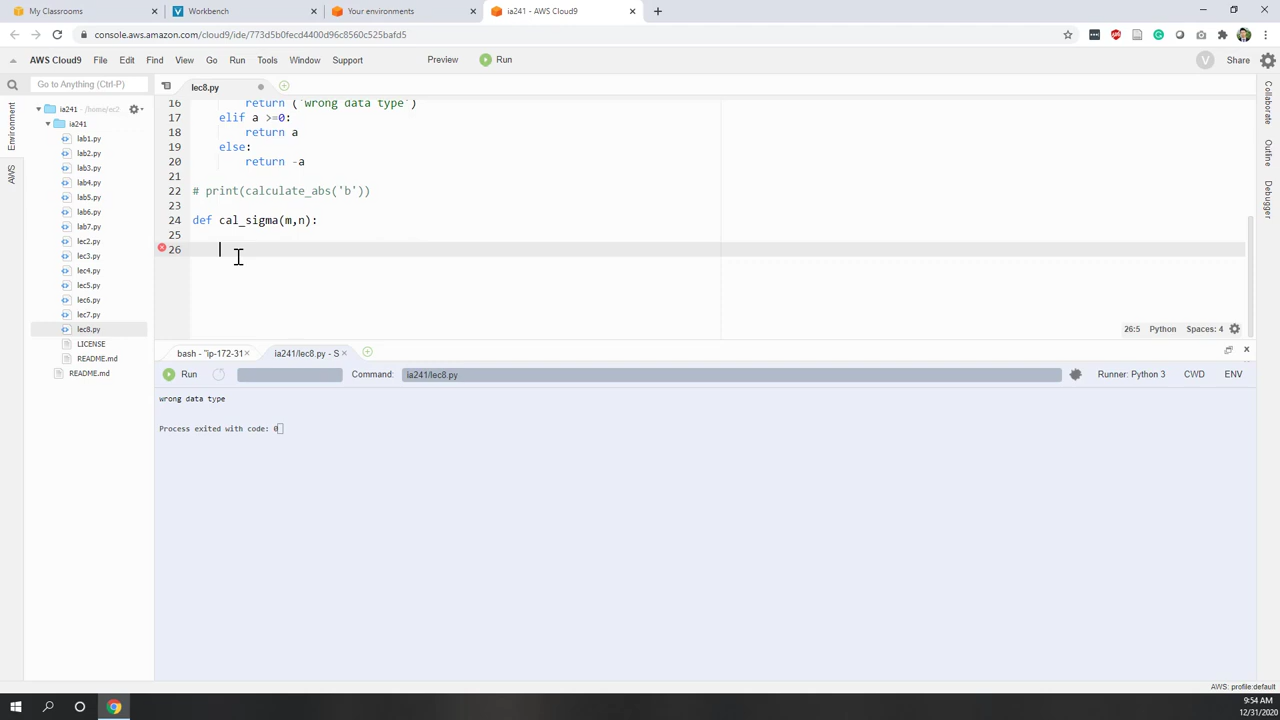 My Classrooms
Workbench
Your environments
ia241 - AWS Cloud9
console.aws.amazon.com/cloud9/ide/773d5b0fecd4400d96c8560c525bafd5
AWS Cloud9 File Edit Find View Go Run Tools Window Support Preview Run V Share
Go to Anything (Ctrl-P)
lec8.py
Environment
AWS
ia241 - /home/ec2
ia241
lab1.py
lab2.py
lab3.py
lab4.py
lab5.py
lab6.py
lab7.py
lec2.py
lec3.py
lec4.py
lec5.py
lec6.py
lec7.py
lec8.py
LICENSE
README.md
README.md
16 return ('wrong data type')
17 elif a >=0:
18 return a
19 else:
20 return -a
21
22 # print(calculate_abs('b'))
23
24 def cal_sigma(m,n):
25
26
26:5 Python Spaces: 4
Collaborate
Outline
Debugger
bash - "ip-172-31
ia241/lec8.py - S
Run Command: ia241/lec8.py Runner: Python 3 CWD ENV
wrong data type
Process exited with code: 0
AWS: profile:default
9:54 AM
12/31/2020